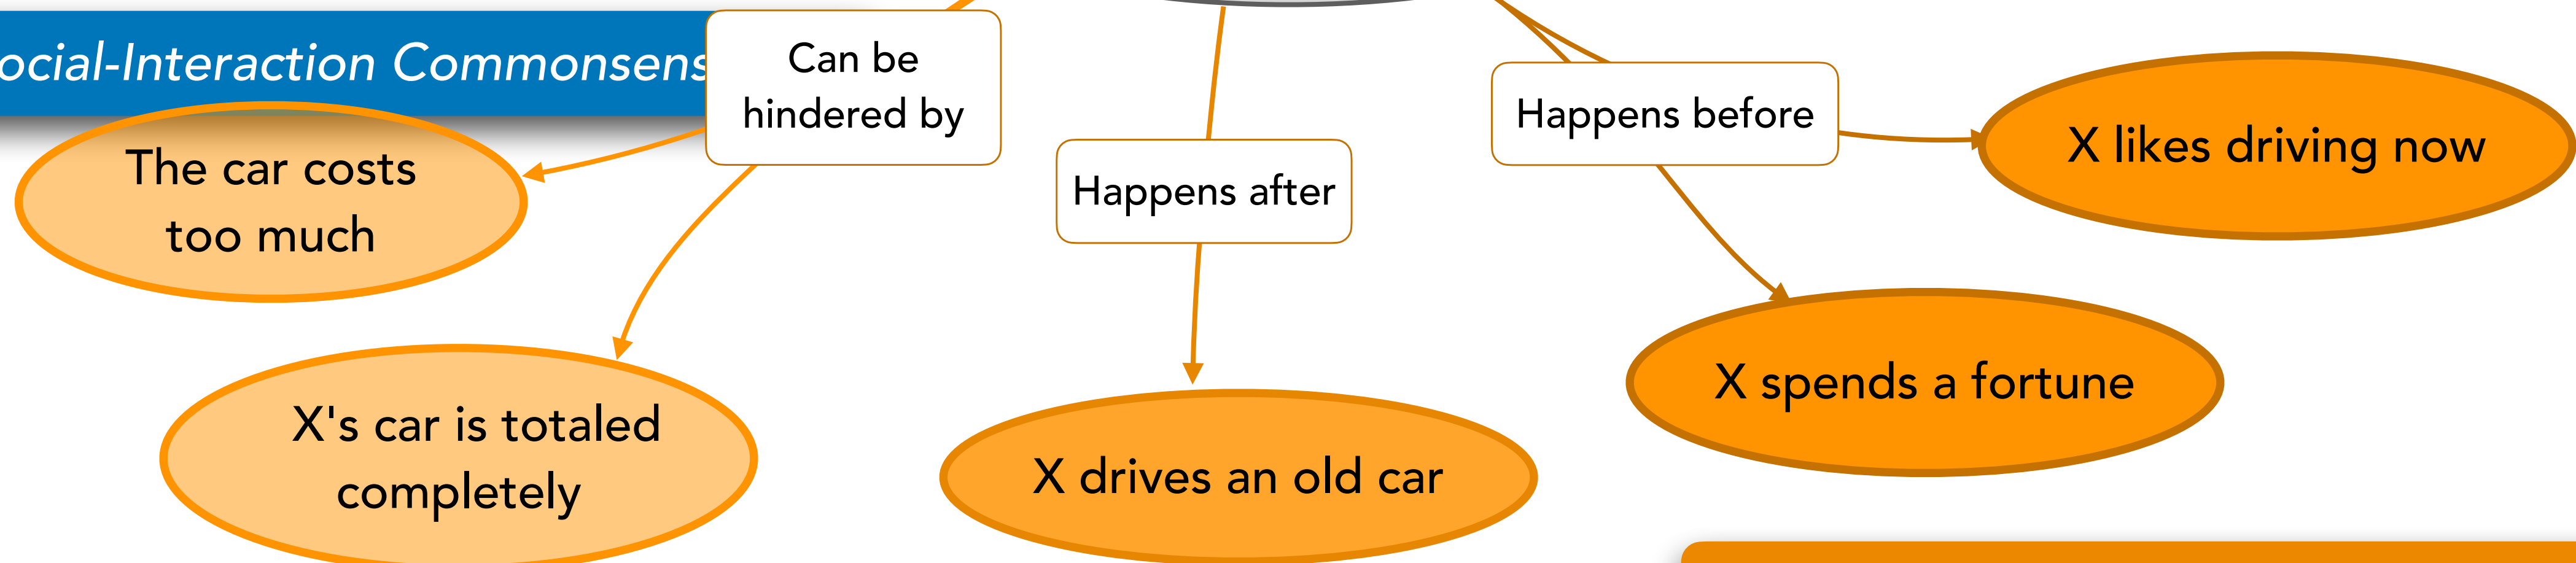 ocial-Interaction Commonsens
Can be
hindered by
Happens before
X likes driving now
The car costs
too much
Happens after
X spends a fortune
X's car is totaled
completely
X drives an old car